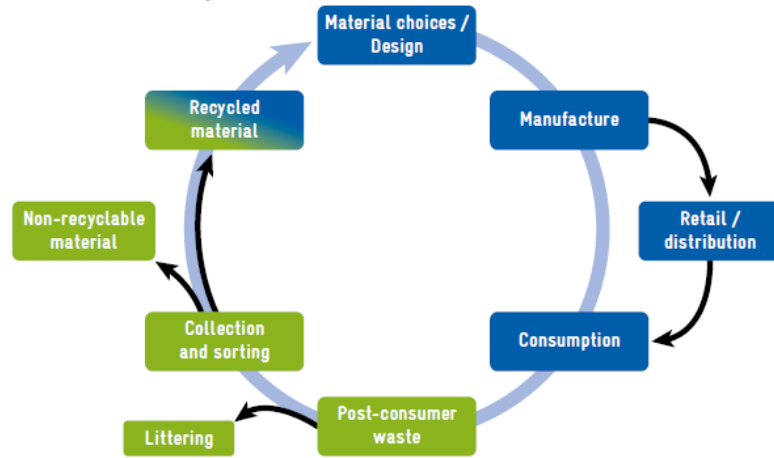 Material choices /
Design
Recycled
material
Manufacture
Non-recyclable
material
Retail /
distribution
Collection
and sorting
Consumption
Post-consumer
waste
Littering